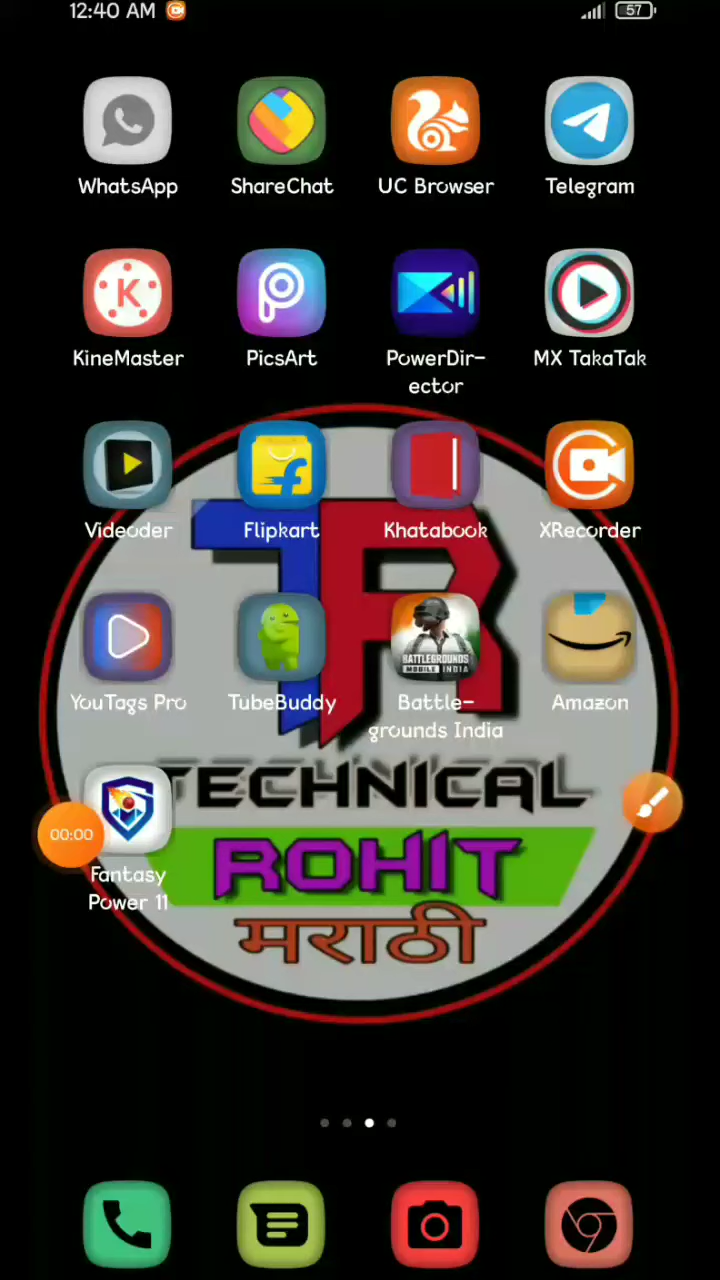 12:40 AM
57
WhatsApp
ShareChat
UC Browser
Telegram
K
KineMaster
PicsArt
PowerDir-
ector
MX TakaTak
Videoder
Flipkart
Khatabook
XRecorder
BATTLEGROUNDS
MOBILE INDIA
YouTags Pro
TubeBuddy
Battle-
grounds India
Amazon
TR
TECHNICAL
00:00
ROHIT
Fantasy
Power 11
मराठी